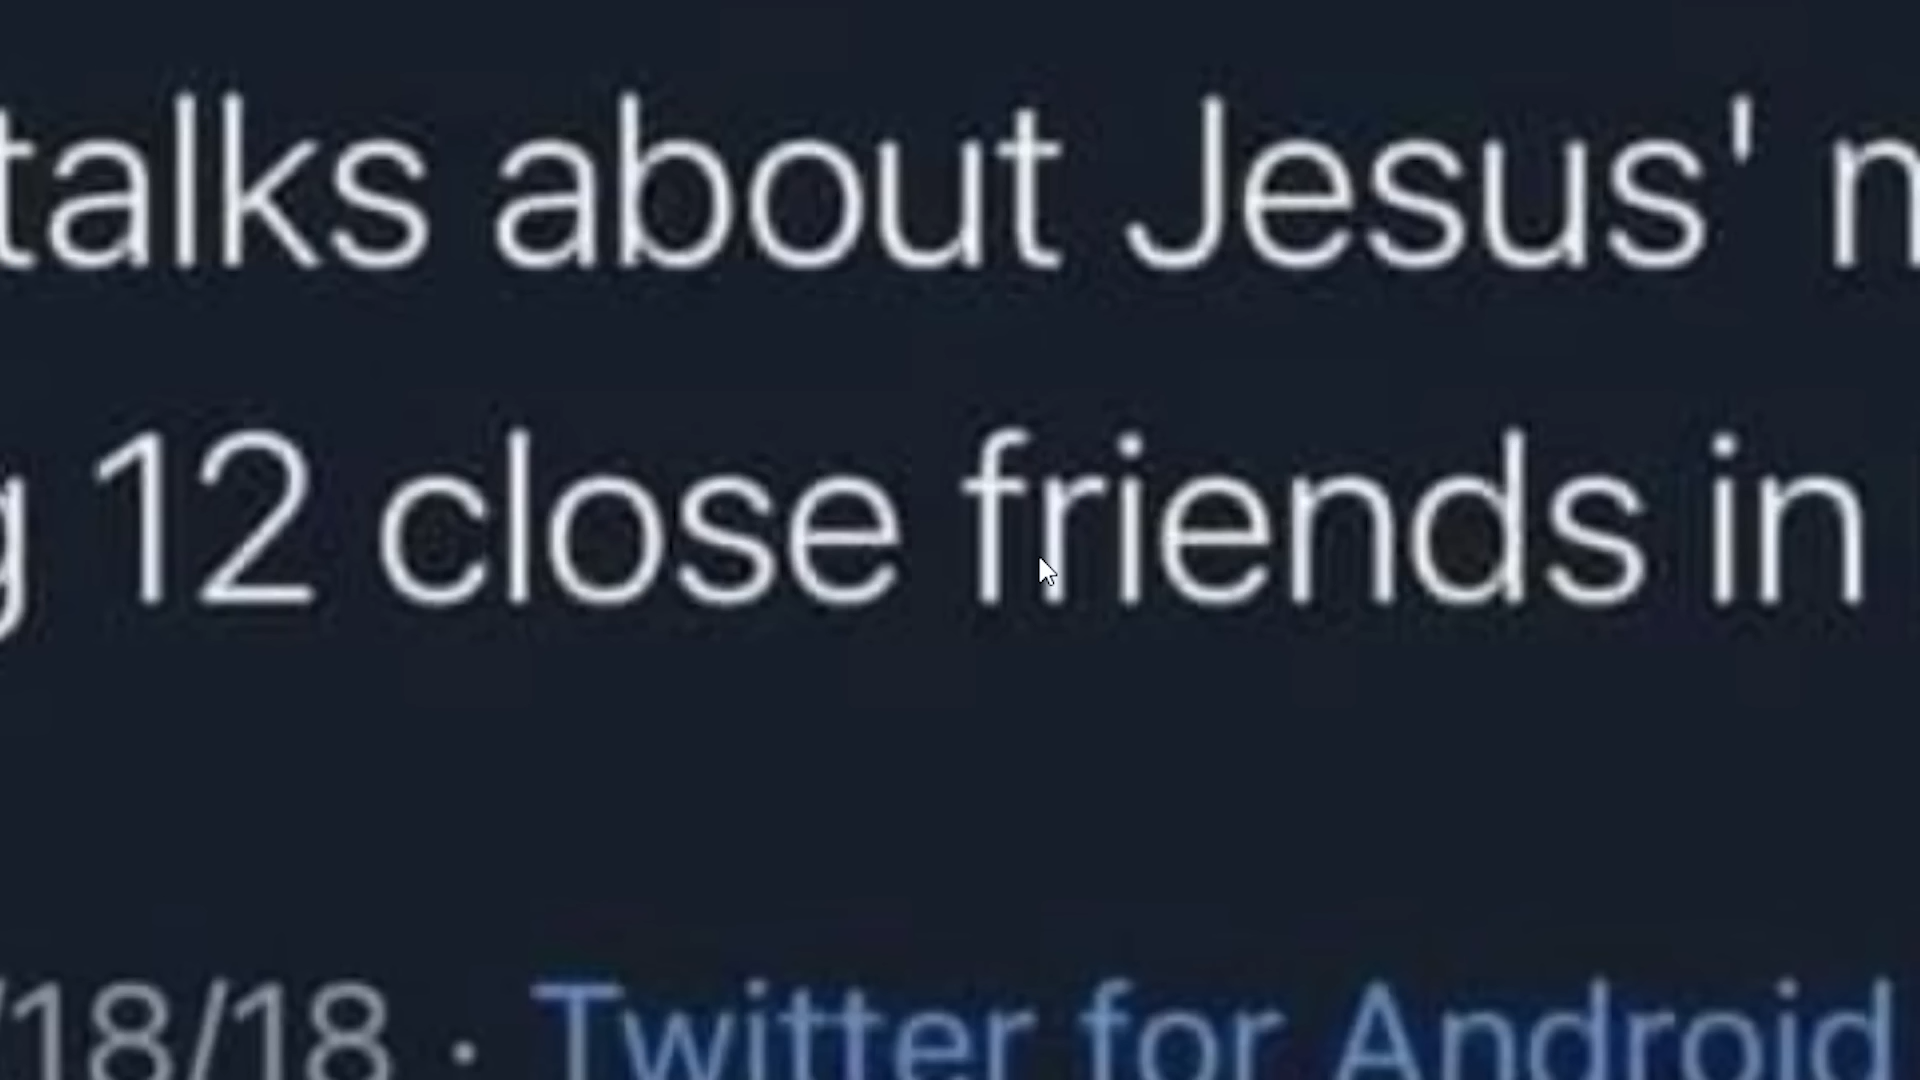 talks about Jesus'
12 close friends in
/18/18 · Twitter for Android